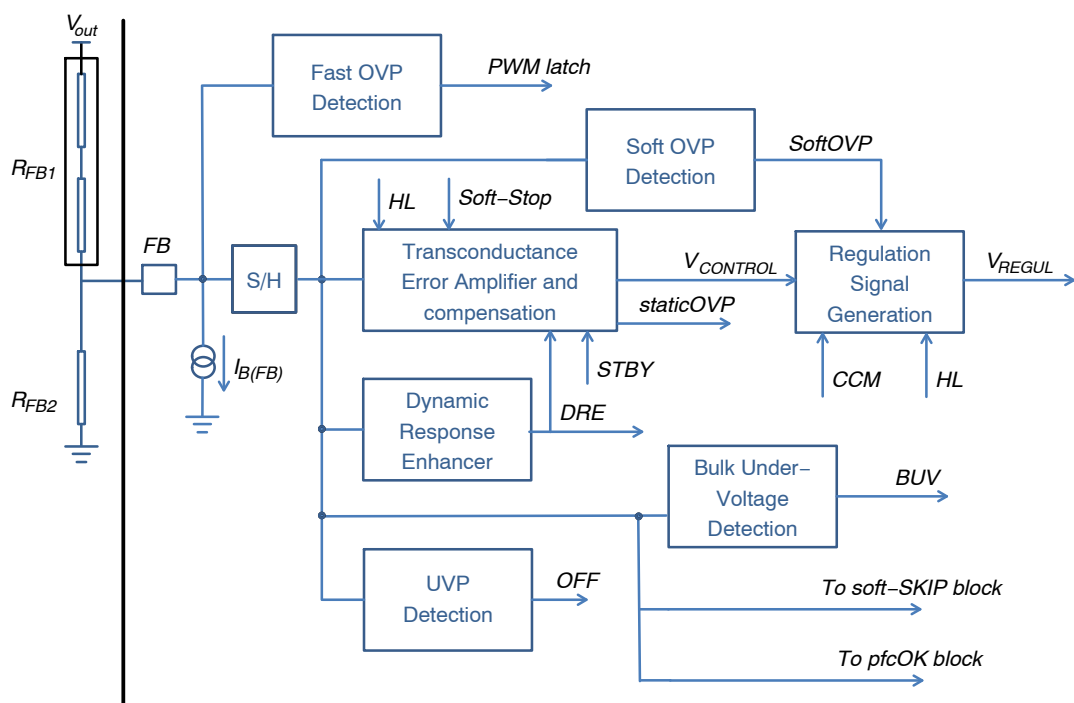 Vout
Fast OVP
Detection
PWM latch
RFB1
Soft OVP
Detection
SoftOVP
HL
Soft−Stop
FB
S/H
Transconductance
Error Amplifier and
compensation
VCONTROL
staticOVP
Regulation
Signal
Generation
VREGUL
IB(FB)
STBY
CCM
HL
RFB2
Dynamic
Response
Enhancer
DRE
Bulk Under−
Voltage
Detection
BUV
UVP
Detection
OFF
To soft−SKIP block
To pfcOK block